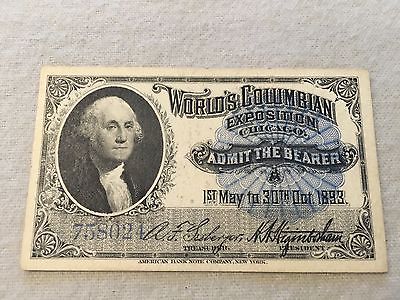 WORLD'S COLUMBIAN
EXPOSITION
CHICAGO.
ADMIT THE BEARER
1ST May to 30TH Oct. 1893.
758021
TREASURER. PRESIDENT.
AMERICAN BANK NOTE COMPANY, NEW YORK.